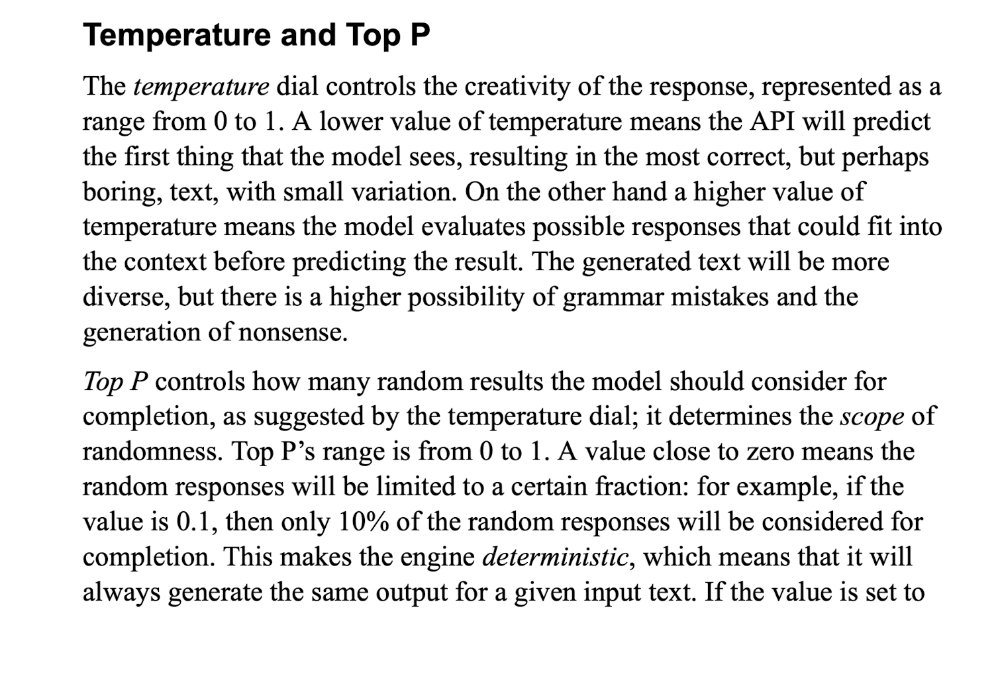 Temperature and Top P
The temperature dial controls the creativity of the response, represented as a
range from 0 to 1. A lower value of temperature means the API will predict
the first thing that the model sees, resulting in the most correct, but perhaps
boring, text, with small variation. On the other hand a higher value of
temperature means the model evaluates possible responses that could fit into
the context before predicting the result. The generated text will be more
diverse, but there is a higher possibility of grammar mistakes and the
generation of nonsense.
Top P controls how many random results the model should consider for
completion, as suggested by the temperature dial; it determines the scope of
randomness. Top P’s range is from 0 to 1. A value close to zero means the
random responses will be limited to a certain fraction: for example, if the
value is 0.1, then only 10% of the random responses will be considered for
completion. This makes the engine deterministic, which means that it will
always generate the same output for a given input text. If the value is set to